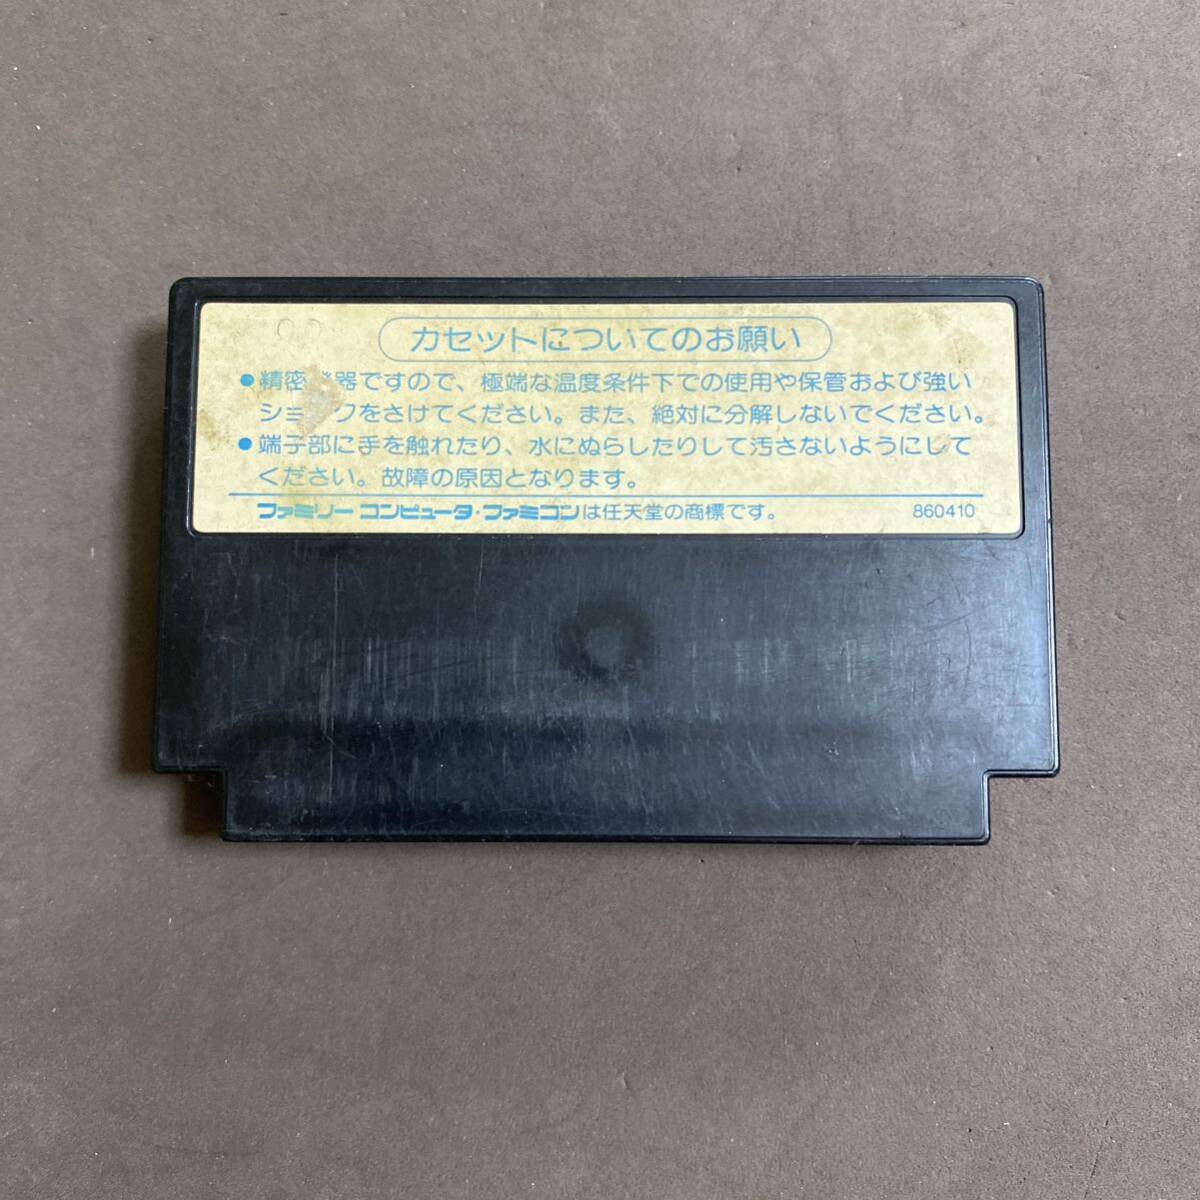 カセットについてのお願い
●精密 器ですので、極端な温度条件下での使用や保管および強い
ショ クをさけてください。また、絶対に分解しないでください。
●端子部に手を触れたり、水にぬらしたりして汚さないようにして
ください。故障の原因となります。
ファミリー コンピュータ・ファミコンは任天堂の商標です。 860410